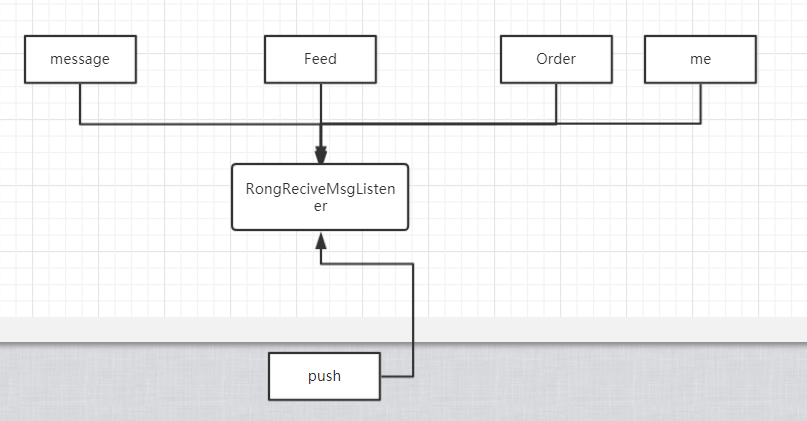 message
Feed
Order
me
RongReciveMsgListen
er
push